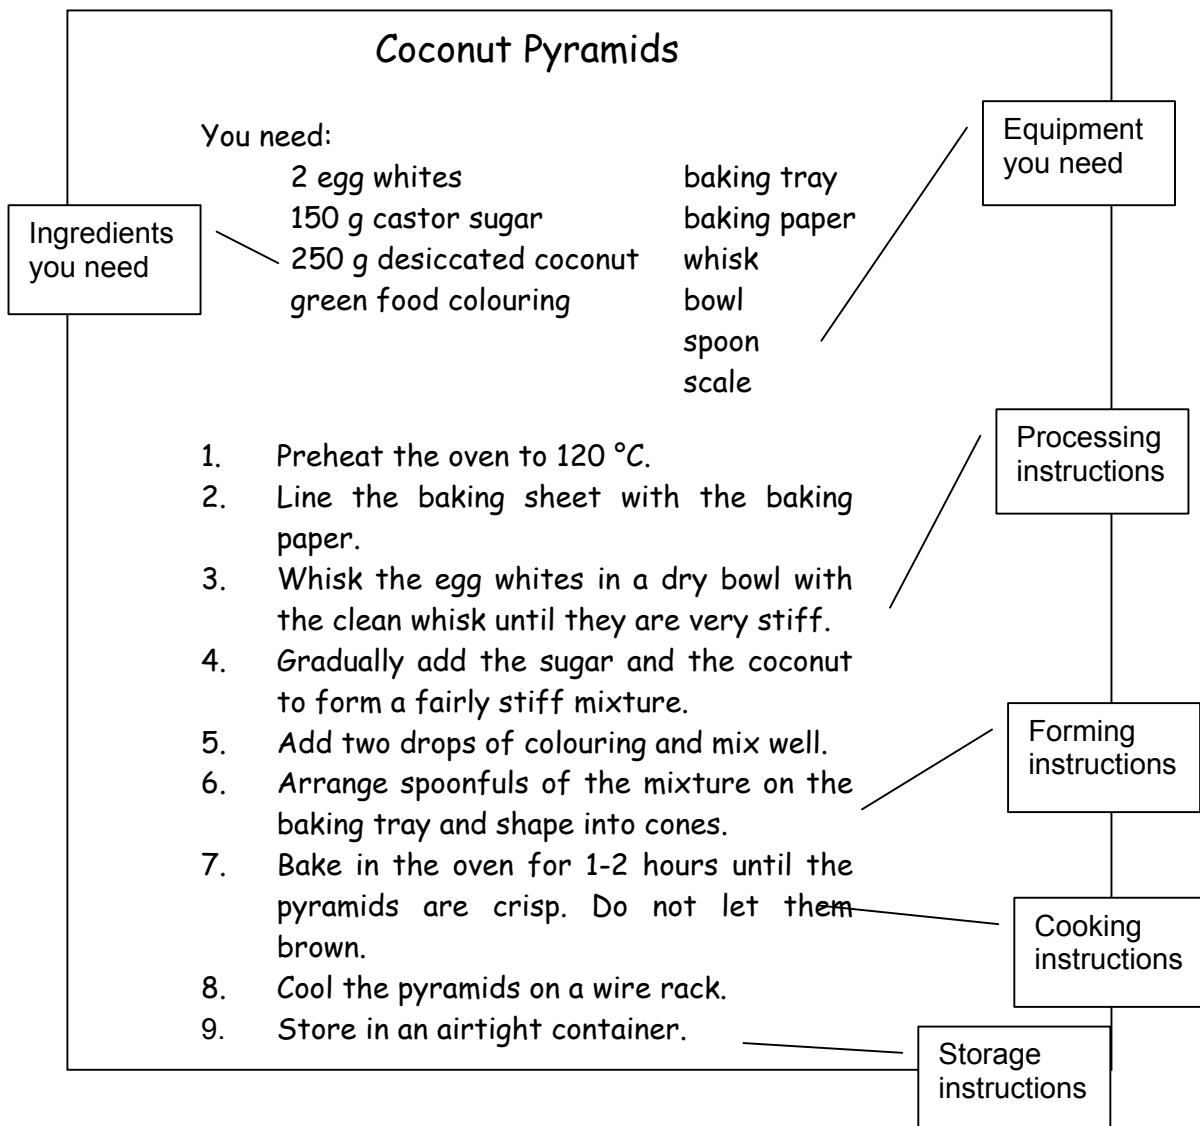 Coconut Pyramids
Equipment
you need
You need:
2 egg whites baking tray
150 g castor sugar baking paper
Ingredients
you need
250 g desiccated coconut whisk
green food colouring bowl
spoon
scale
Processing
instructions
1. Preheat the oven to 120 °C.
2. Line the baking sheet with the baking
paper.
3. Whisk the egg whites in a dry bowl with
the clean whisk until they are very stiff.
4. Gradually add the sugar and the coconut
to form a fairly stiff mixture.
5. Add two drops of colouring and mix well.
Forming
instructions
6. Arrange spoonfuls of the mixture on the
baking tray and shape into cones.
7. Bake in the oven for 1-2 hours until the
pyramids are crisp. Do not let them
brown.
Cooking
instructions
8. Cool the pyramids on a wire rack.
9. Store in an airtight container.
Storage
instructions